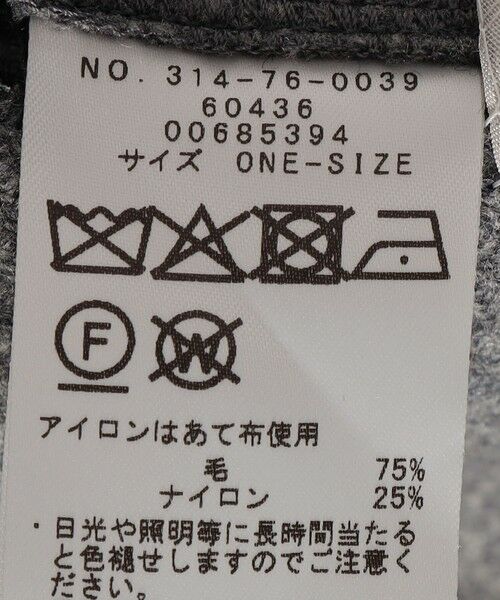 NO. 314-76-0039
60436
00685394
サイズ ONE-SIZE
F W
アイロンはあて布使用
毛 75%
ナイロン 25%
・日光や照明等に長時間当たる
と色褪せしますのでご注意く
ださい。